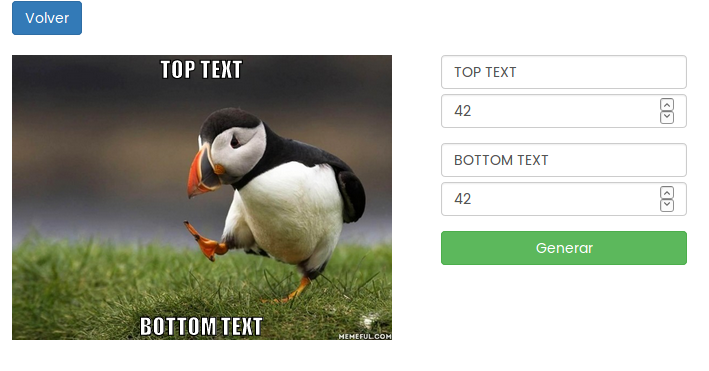 Volver
TOP TEXT
BOTTOM TEXT
MEMEFUL.COM
TOP TEXT
42
BOTTOM TEXT
42
Generar